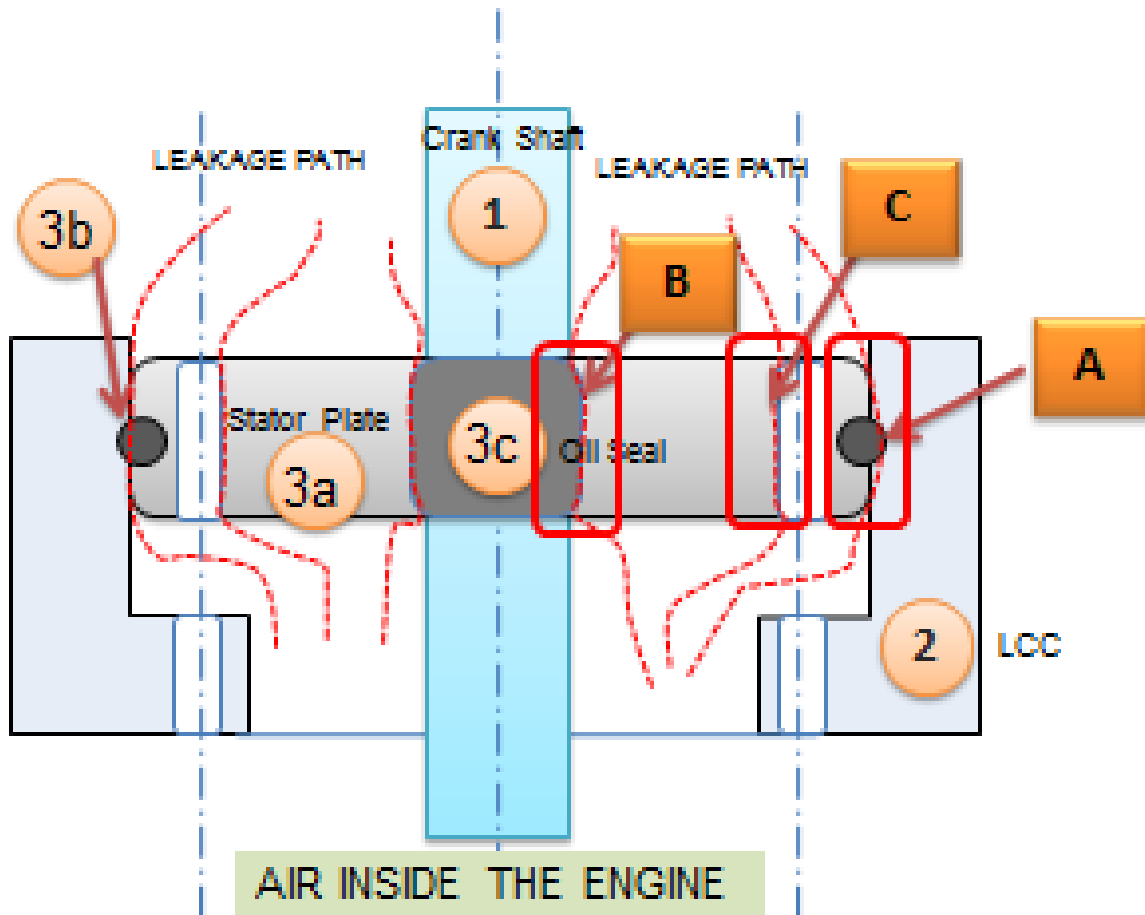 Crank Shaft
LEAKAGE PATH
LEAKAGE PATH
C
3b
1
B
A
Stator Plate
3c
Oil Seal
3a
2
LCC
AIR INSIDE THE ENGINE